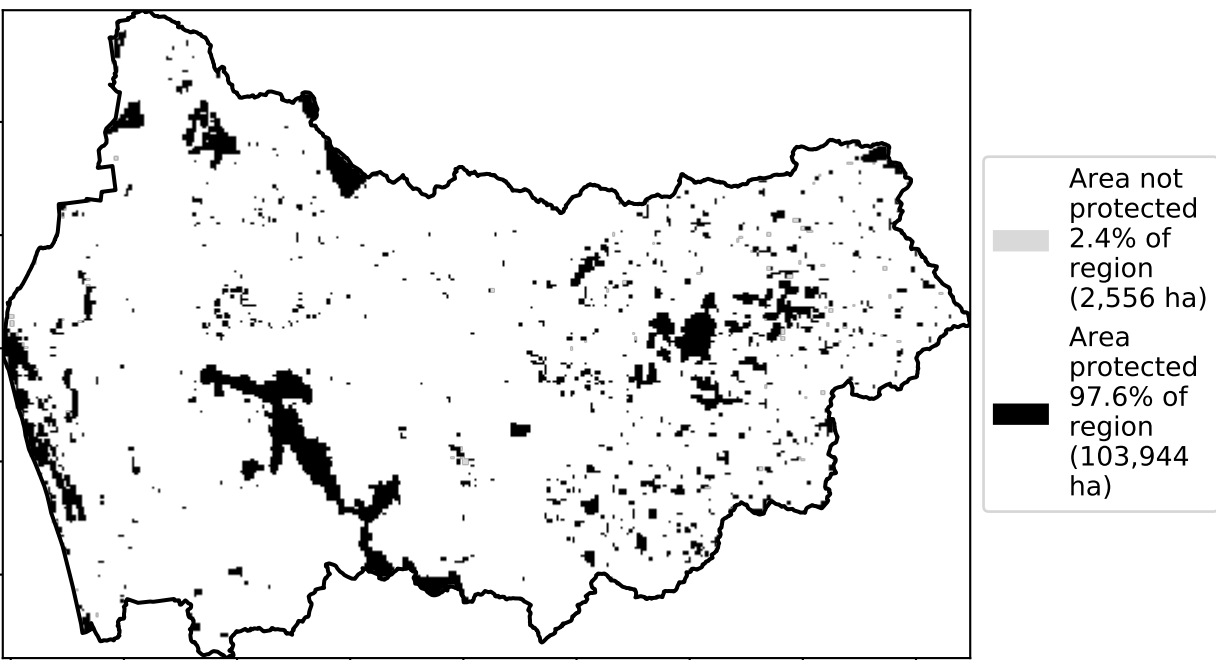 Area not
protected
2.4% of
region
(2,556 ha)
Area
protected
97.6% of
region
(103,944
ha)